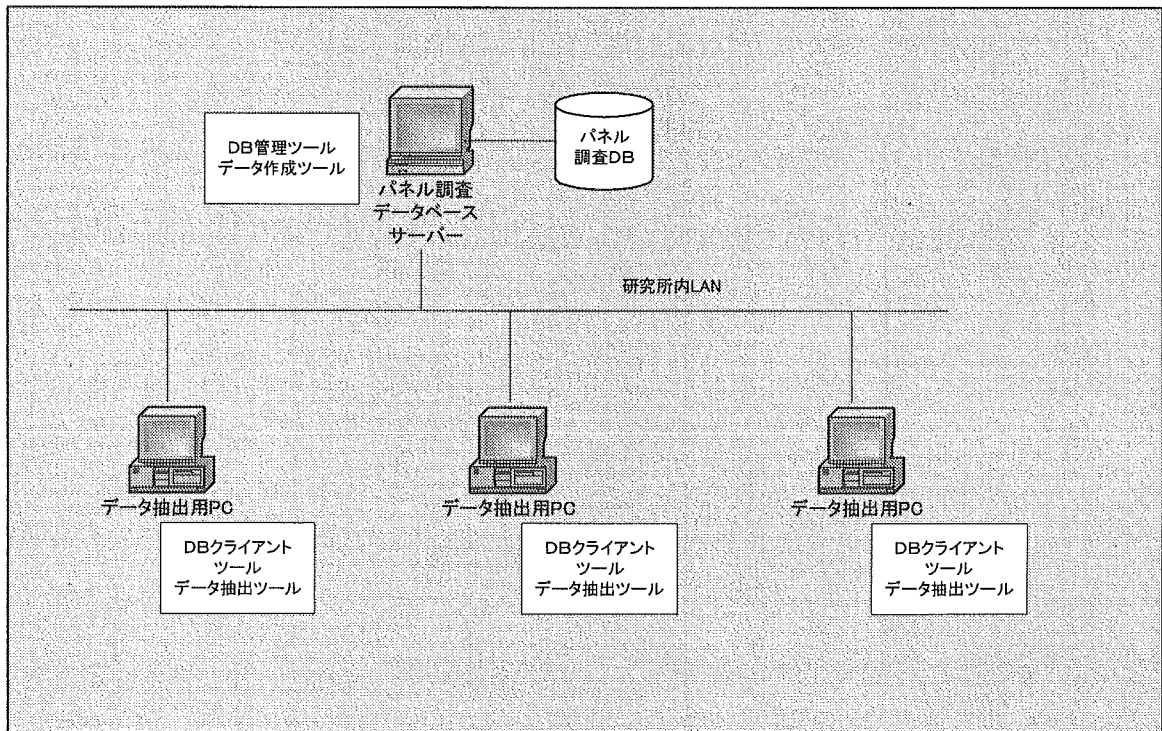 DB管理ツール
データ作成ツール
パネル調査
データベース
サーバー
パネル
調査DB
研究所内LAN
データ抽出用PC
DBクライアント
ツール
データ抽出ツール
データ抽出用PC
DBクライアント
ツール
データ抽出ツール
データ抽出用PC
DBクライアント
ツール
データ抽出ツール